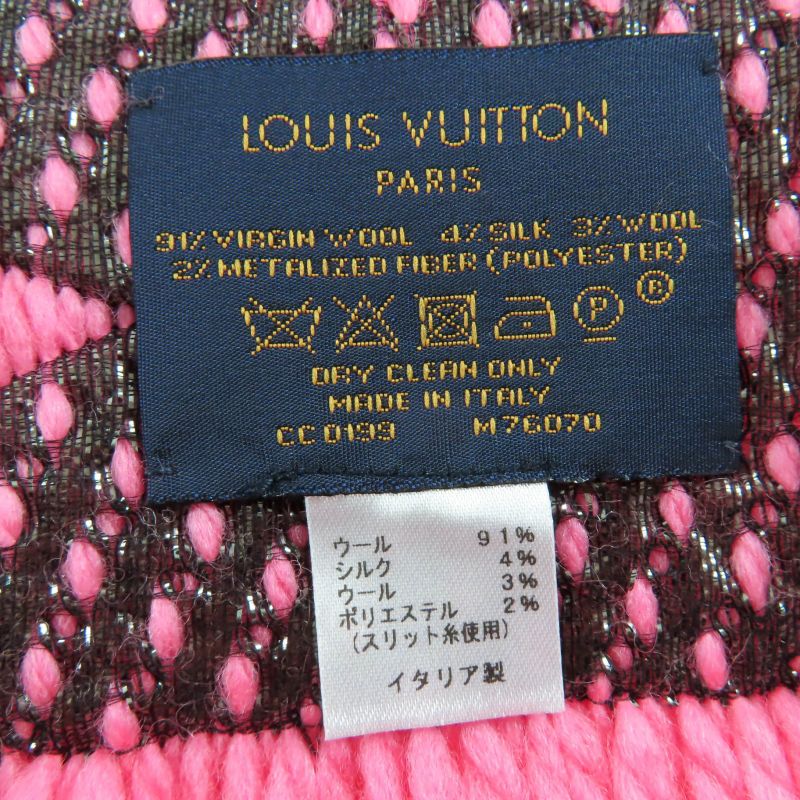 LOUIS VUITTON
PARIS
91% VIRGIN WOOL 4% SILK 3% WOOL
2% METALIZED FIBER (POLYESTER)
P ®
DRY CLEAN ONLY
MADE IN ITALY
CC 0199 M76070
ウール 91%
シルク 4%
ウール 3%
ポリエステル 2%
(スリット糸使用)
イタリア製